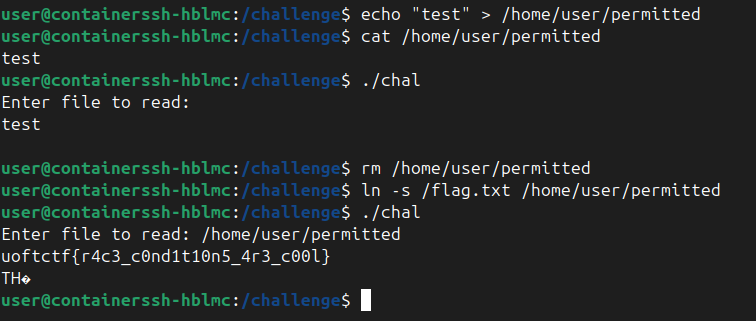 user@containerssh-hblmc:/challenge$ echo "test" > /home/user/permitted
user@containerssh-hblmc:/challenge$ cat /home/user/permitted
test
user@containerssh-hblmc:/challenge$ ./chal
Enter file to read:
test
user@containerssh-hblmc:/challenge$ rm /home/user/permitted
user@containerssh-hblmc:/challenge$ ln -s /flag.txt /home/user/permitted
user@containerssh-hblmc:/challenge$ ./chal
Enter file to read: /home/user/permitted
uoftctf{r4c3_c0nd1t10n5_4r3_c00l}
TH�
user@containerssh-hblmc:/challenge$